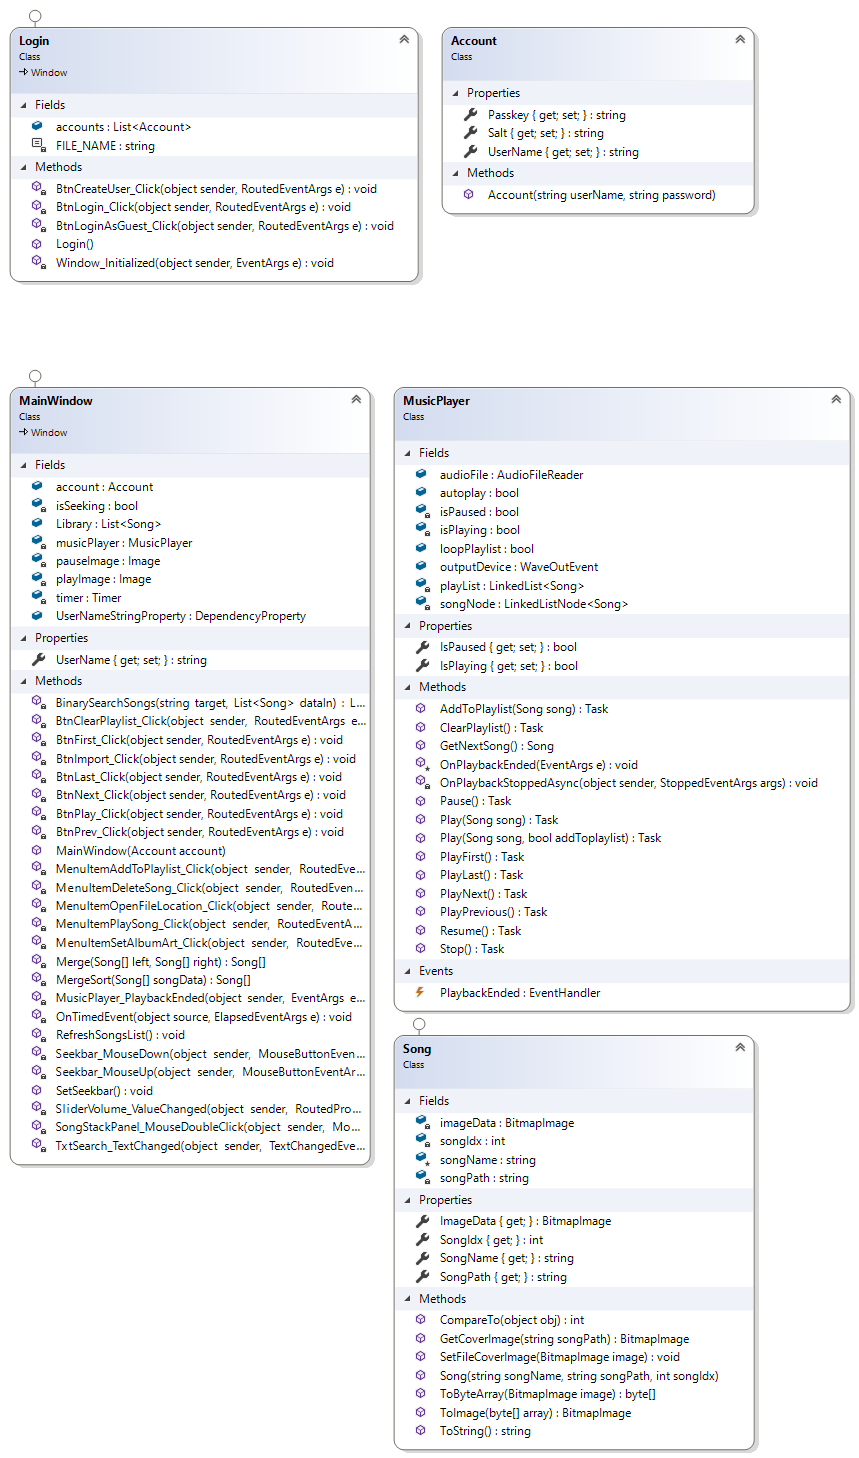 Login
Class
Window
Fields
accounts : List<Account>
FILE_NAME : string
Methods
BtnCreateUser_Click(object sender, RoutedEventArgs e) : void
BtnLogin_Click(object sender, RoutedEventArgs e) : void
BtnLoginAsGuest_Click(object sender, RoutedEventArgs e) : void
Login()
Window_Initialized(object sender, EventArgs e) : void
Account
Class
Properties
Passkey { get; set; } : string
Salt { get; set; } : string
UserName { get; set; } : string
Methods
Account(string userName, string password)
MainWindow
Class
Window
Fields
account : Account
isSeeking : bool
Library : List<Song>
musicPlayer : MusicPlayer
pauseImage : Image
playImage : Image
timer : Timer
UserNameStringProperty : DependencyProperty
Properties
UserName { get; set; } : string
Methods
BinarySearchSongs(string target, List<Song> dataIn) : L...
BtnClearPlaylist_Click(object sender, RoutedEventArgs e...
BtnFirst_Click(object sender, RoutedEventArgs e) : void
BtnImport_Click(object sender, RoutedEventArgs e) : void
BtnLast_Click(object sender, RoutedEventArgs e) : void
BtnNext_Click(object sender, RoutedEventArgs e) : void
BtnPlay_Click(object sender, RoutedEventArgs e) : void
BtnPrev_Click(object sender, RoutedEventArgs e) : void
MainWindow(Account account)
MenuItemAddToPlaylist_Click(object sender, RoutedEve...
MenuItemDeleteSong_Click(object sender, RoutedEven...
MenuItemOpenFileLocation_Click(object sender, Route...
MenuItemPlaySong_Click(object sender, RoutedEventA...
MenuItemSetAlbumArt_Click(object sender, RoutedEve...
Merge(Song[] left, Song[] right) : Song[]
MergeSort(Song[] songData) : Song[]
MusicPlayer_PlaybackEnded(object sender, EventArgs e...
OnTimedEvent(object source, ElapsedEventArgs e) : void
RefreshSongsList() : void
Seekbar_MouseDown(object sender, MouseButtonEven...
Seekbar_MouseUp(object sender, MouseButtonEventAr...
SetSeekbar() : void
SliderVolume_ValueChanged(object sender, RoutedPro...
SongStackPanel_MouseDoubleClick(object sender, Mo...
TxtSearch_TextChanged(object sender, TextChangedEve...
MusicPlayer
Class
Fields
audioFile : AudioFileReader
autoplay : bool
isPaused : bool
isPlaying : bool
loopPlaylist : bool
outputDevice : WaveOutEvent
playList : LinkedList<Song>
songNode : LinkedListNode<Song>
Properties
IsPaused { get; set; } : bool
IsPlaying { get; set; } : bool
Methods
AddToPlaylist(Song song) : Task
ClearPlaylist() : Task
GetNextSong() : Song
OnPlaybackEnded(EventArgs e) : void
OnPlaybackStoppedAsync(object sender, StoppedEventArgs args) : void
Pause() : Task
Play(Song song) : Task
Play(Song song, bool addToplaylist) : Task
PlayFirst() : Task
PlayLast() : Task
PlayNext() : Task
PlayPrevious() : Task
Resume() : Task
Stop() : Task
Events
PlaybackEnded : EventHandler
Song
Class
Fields
imageData : BitmapImage
songIdx : int
songName : string
songPath : string
Properties
ImageData { get; } : BitmapImage
SongIdx { get; } : int
SongName { get; } : string
SongPath { get; } : string
Methods
CompareTo(object obj) : int
GetCoverImage(string songPath) : BitmapImage
SetFileCoverImage(BitmapImage image) : void
Song(string songName, string songPath, int songIdx)
ToByteArray(BitmapImage image) : byte[]
ToImage(byte[] array) : BitmapImage
ToString() : string